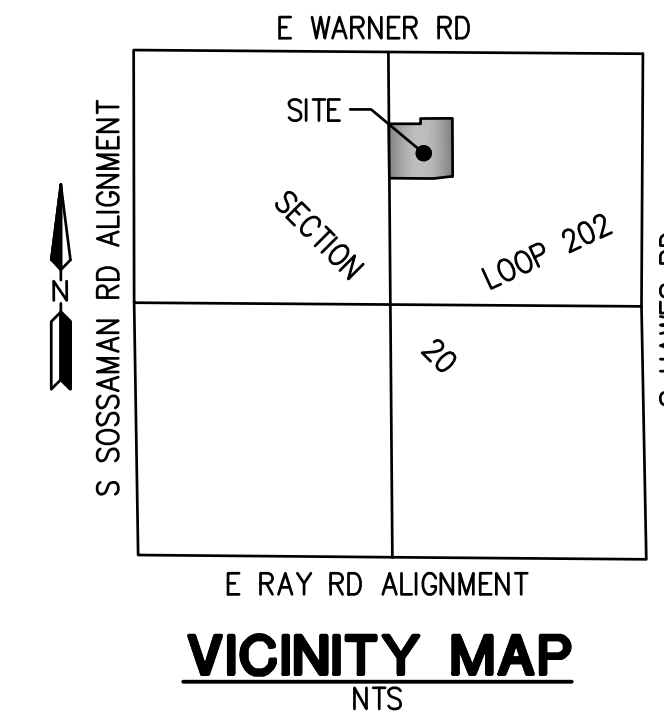 E WARNER RD
SITE
S SOSSAMAN RD ALIGNMENT
N
SECTION
LOOP 202
20
E RAY RD ALIGNMENT
VICINITY MAP
NTS